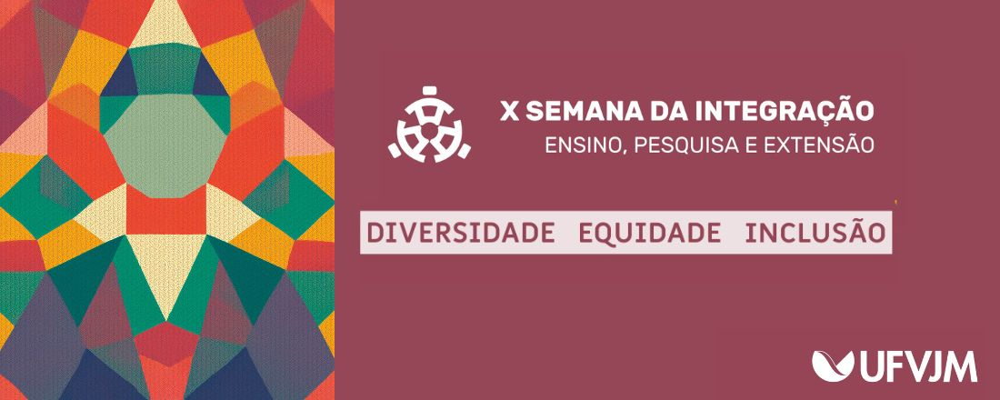 X SEMANA DA INTEGRAÇÃO
ENSINO, PESQUISA E EXTENSÃO
DIVERSIDADE EQUIDADE INCLUSÃO
UFVJM